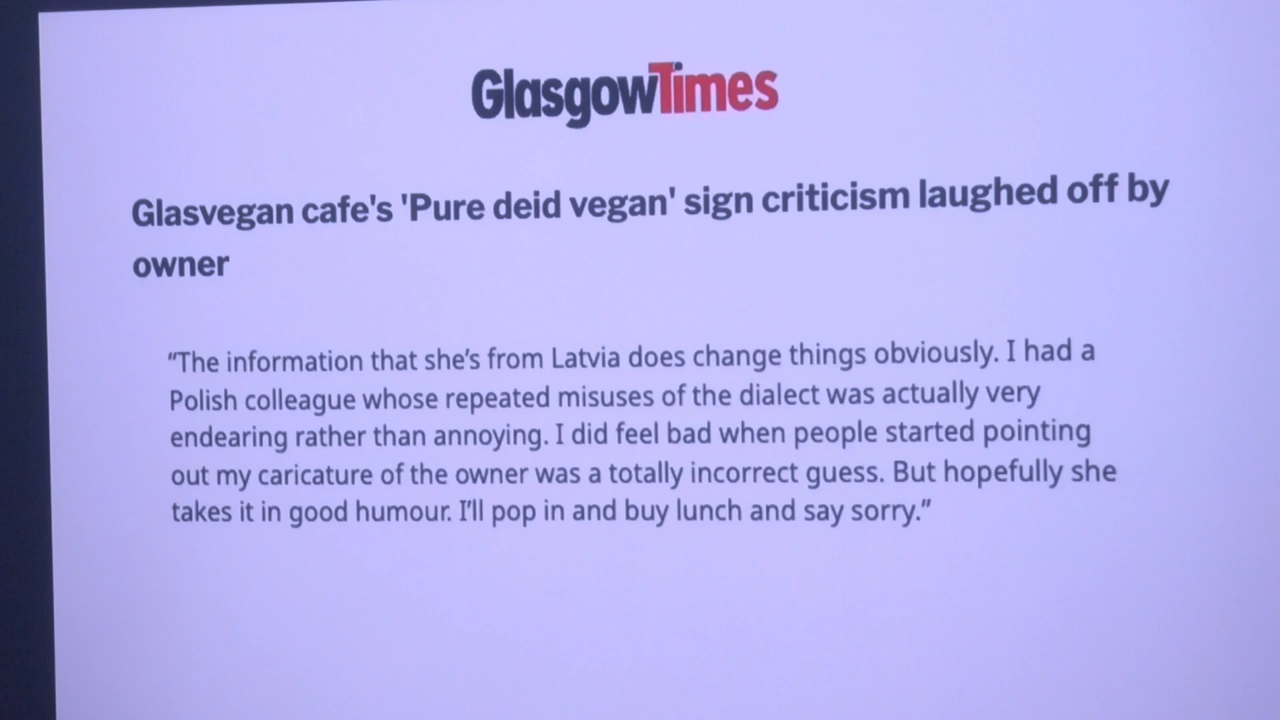 GlasgowTimes
Glasvegan cafe's 'Pure deid vegan' sign criticism laughed off by
owner
“The information that she’s from Latvia does change things obviously. I had a
Polish colleague whose repeated misuses of the dialect was actually very
endearing rather than annoying. I did feel bad when people started pointing
out my caricature of the owner was a totally incorrect guess. But hopefully she
takes it in good humour. I’ll pop in and buy lunch and say sorry.”